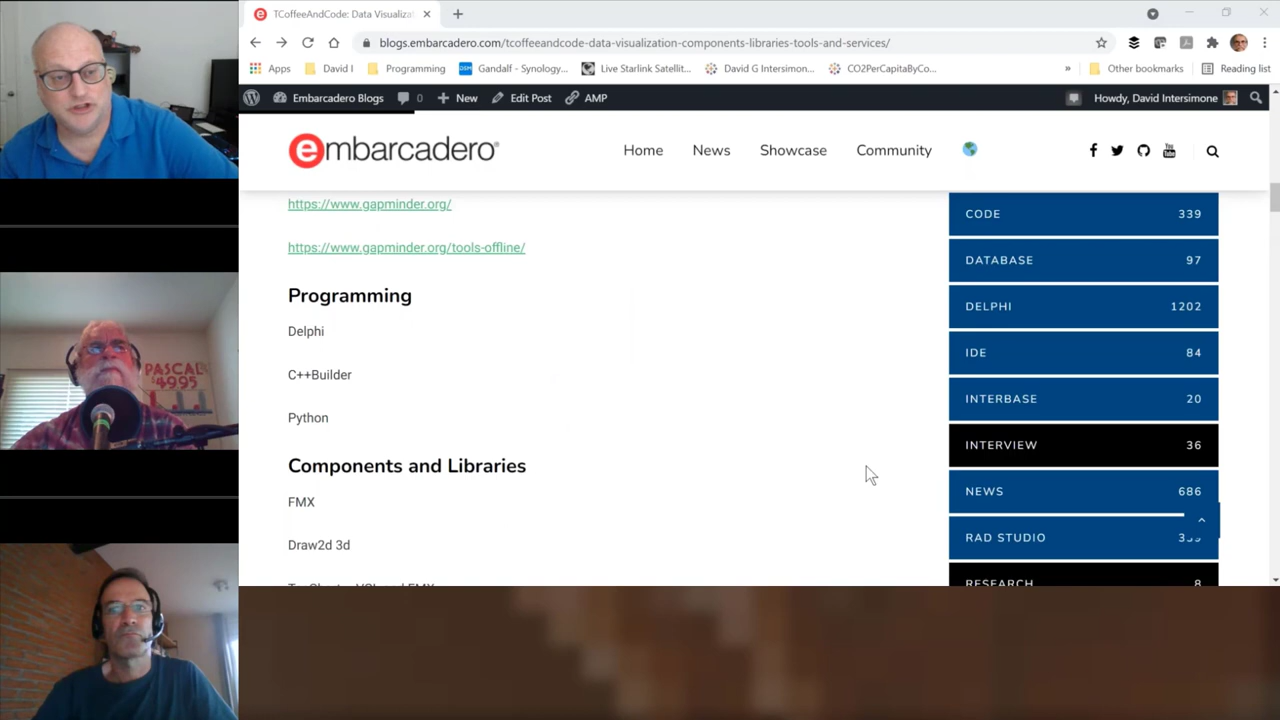 TCoffeeAndCode: Data Visualiza
blogs.embarcadero.com/tcoffeeandcode-data-visualization-components-libraries-tools-and-services/
Apps
David I
Programming
DSM
Gandalf - Synology...
Live Starlink Satellit...
David G Intersimon...
CO2PerCapitaByCo...
»
Other bookmarks
Reading list
Embarcadero Blogs
0
New
Edit Post
AMP
Howdy, David Intersimone
embarcadero®
Home
News
Showcase
Community
https://www.gapminder.org/
https://www.gapminder.org/tools-offline/
Programming
Delphi
C++Builder
Python
Components and Libraries
FMX
Draw2d 3d
CODE 339
DATABASE 97
DELPHI 1202
IDE 84
INTERBASE 20
INTERVIEW 36
NEWS 686
RAD STUDIO
RESEARCH 8
PASCAL
4995